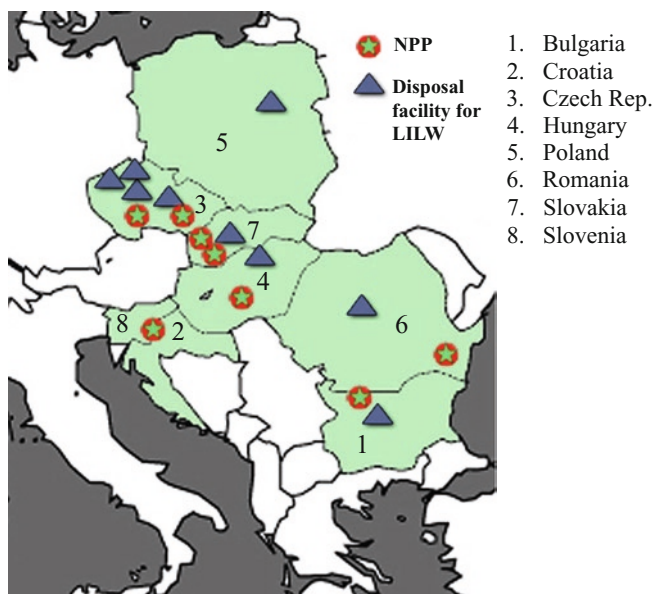 NPP
Disposal
facility for
LILW
1. Bulgaria
2. Croatia
3. Czech Rep.
4. Hungary
5. Poland
6. Romania
7. Slovakia
8. Slovenia
5
3
7
4
8
2
6
1